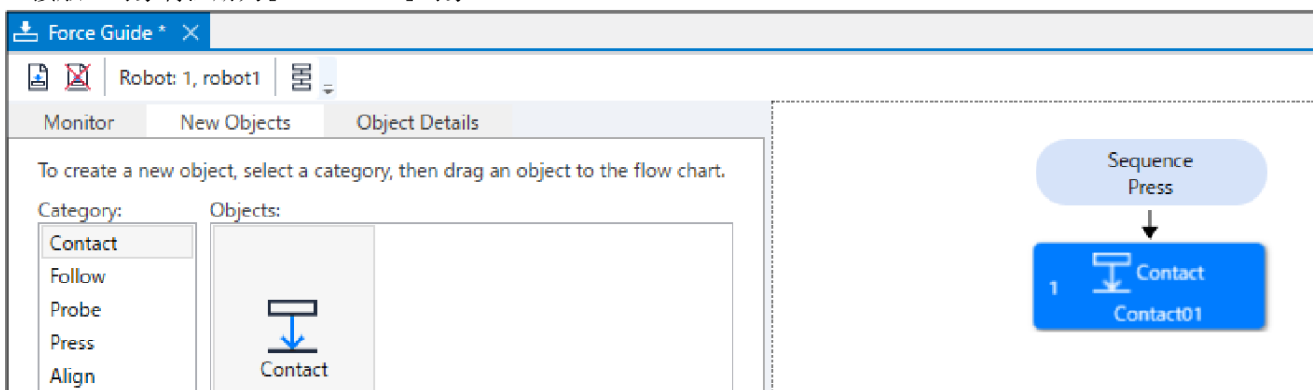 Force Guide *
Robot: 1, robot1
Monitor New Objects Object Details
To create a new object, select a category, then drag an object to the flow chart.
Category: Objects:
Contact
Follow
Probe
Press
Align
Contact
Sequence
Press
1 Contact
Contact01